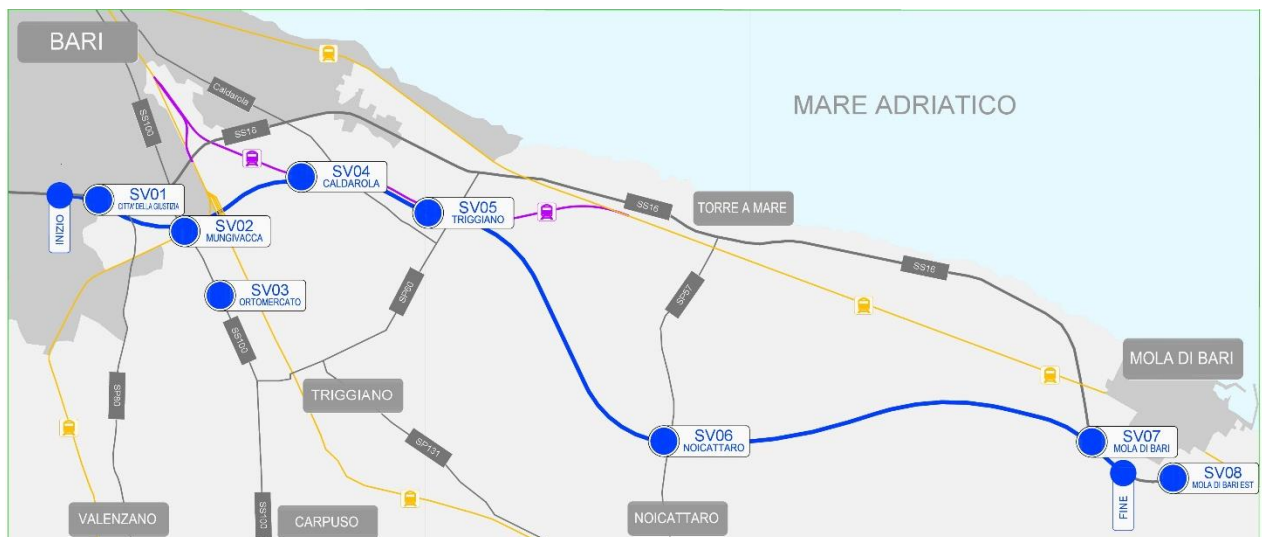 BARI
Caldarola
SS100
SS16
MARE ADRIATICO
SV04
CALDAROLA
SV01
CITTA' DELLA GIUSTIZIA
SV05
TRIGGIANO
SS16
TORRE A MARE
INIZIO
SV02
MUNGIVACCA
SS16
SP60
SP57
SV03
ORTOMERCATO
SS100
MOLA DI BARI
TRIGGIANO
SV06
NOICATTARO
SV07
MOLA DI BARI
SP131
SV08
MOLA DI BARI EST
FINE
VALENZANO
SS100
CARPUSO
NOICATTARO